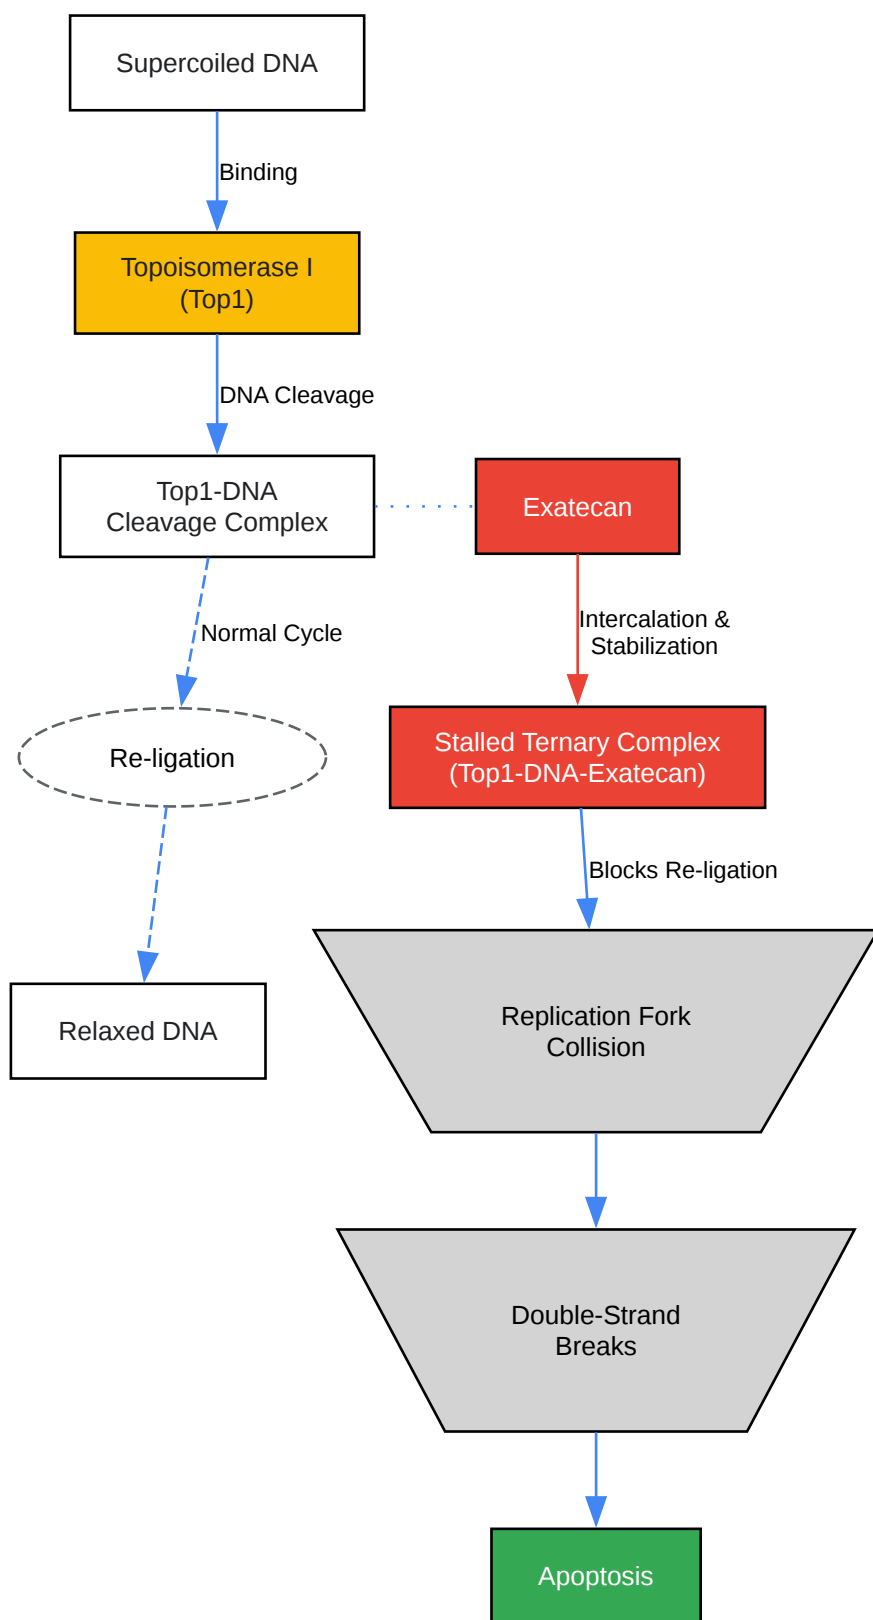 Supercoiled DNA
Binding
Topoisomerase I
(Top1)
DNA Cleavage
Top1-DNA
Cleavage Complex
Exatecan
Normal Cycle
Intercalation &
Stabilization
Re-ligation
Stalled Ternary Complex
(Top1-DNA-Exatecan)
Blocks Re-ligation
Relaxed DNA
Replication Fork
Collision
Double-Strand
Breaks
Apoptosis